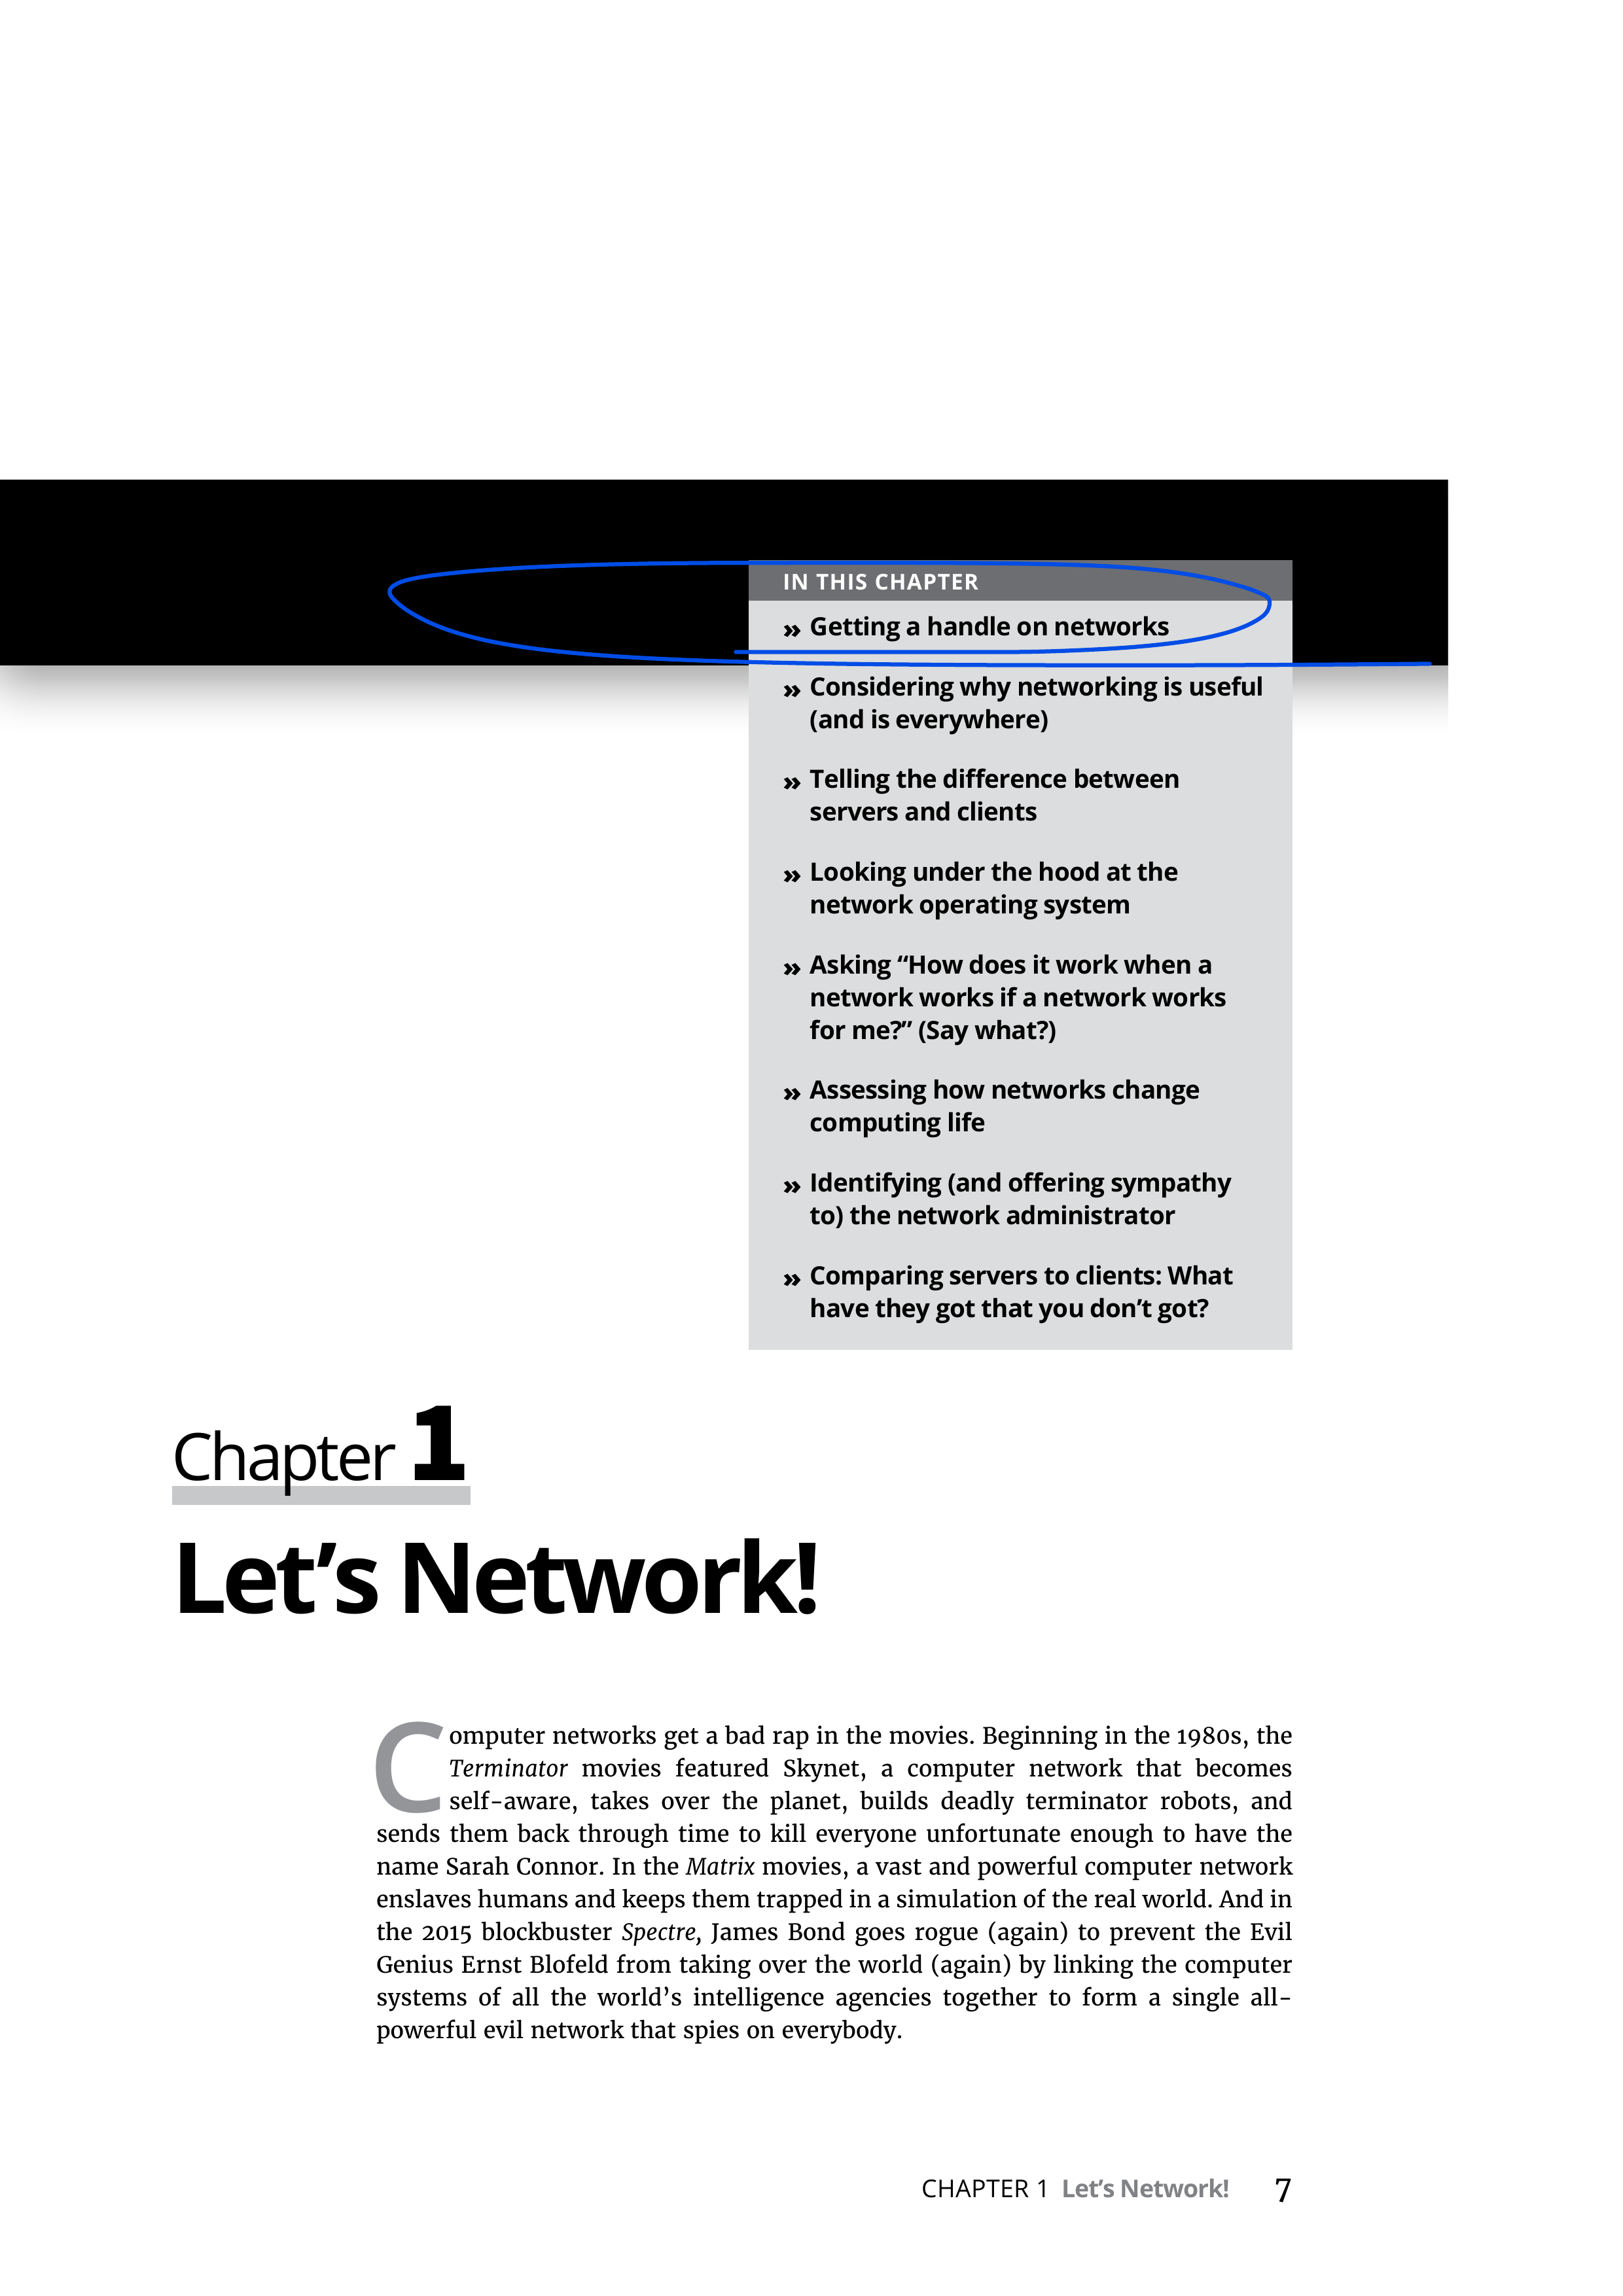 IN THIS CHAPTER
» Getting a handle on networks
» Considering why networking is useful
(and is everywhere)
» Telling the difference between
servers and clients
» Looking under the hood at the
network operating system
» Asking “How does it work when a
network works if a network works
for me?” (Say what?)
» Assessing how networks change
computing life
» Identifying (and offering sympathy
to) the network administrator
» Comparing servers to clients: What
have they got that you don’t got?
Chapter 1
Let’s Network!
Computer networks get a bad rap in the movies. Beginning in the 1980s, the
Terminator movies featured Skynet, a computer network that becomes
self-aware, takes over the planet, builds deadly terminator robots, and
sends them back through time to kill everyone unfortunate enough to have the
name Sarah Connor. In the Matrix movies, a vast and powerful computer network
enslaves humans and keeps them trapped in a simulation of the real world. And in
the 2015 blockbuster Spectre, James Bond goes rogue (again) to prevent the Evil
Genius Ernst Blofeld from taking over the world (again) by linking the computer
systems of all the world’s intelligence agencies together to form a single all-
powerful evil network that spies on everybody.
CHAPTER 1 Let’s Network! 7